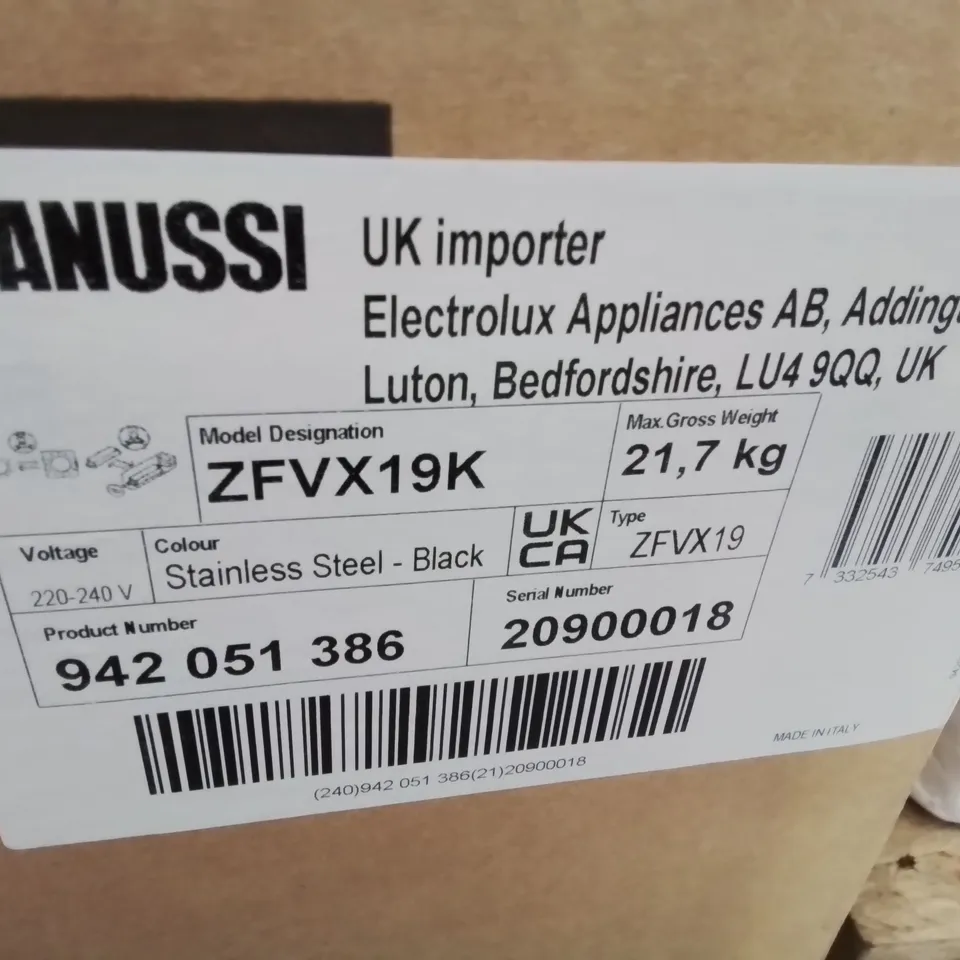 ANUSSI
UK importer
Electrolux Appliances AB, Adding
Luton, Bedfordshire, LU4 9QQ, UK
Model Designation
ZFVX19K
Max.Gross Weight
21,7 kg
Voltage
220-240 V
Colour
Stainless Steel - Black
UK
CA
Type
ZFVX19
Product Number
942 051 386
Serial Number
20900018
7 332543 7495
(240)942 051 386(21)20900018
MADE IN ITALY